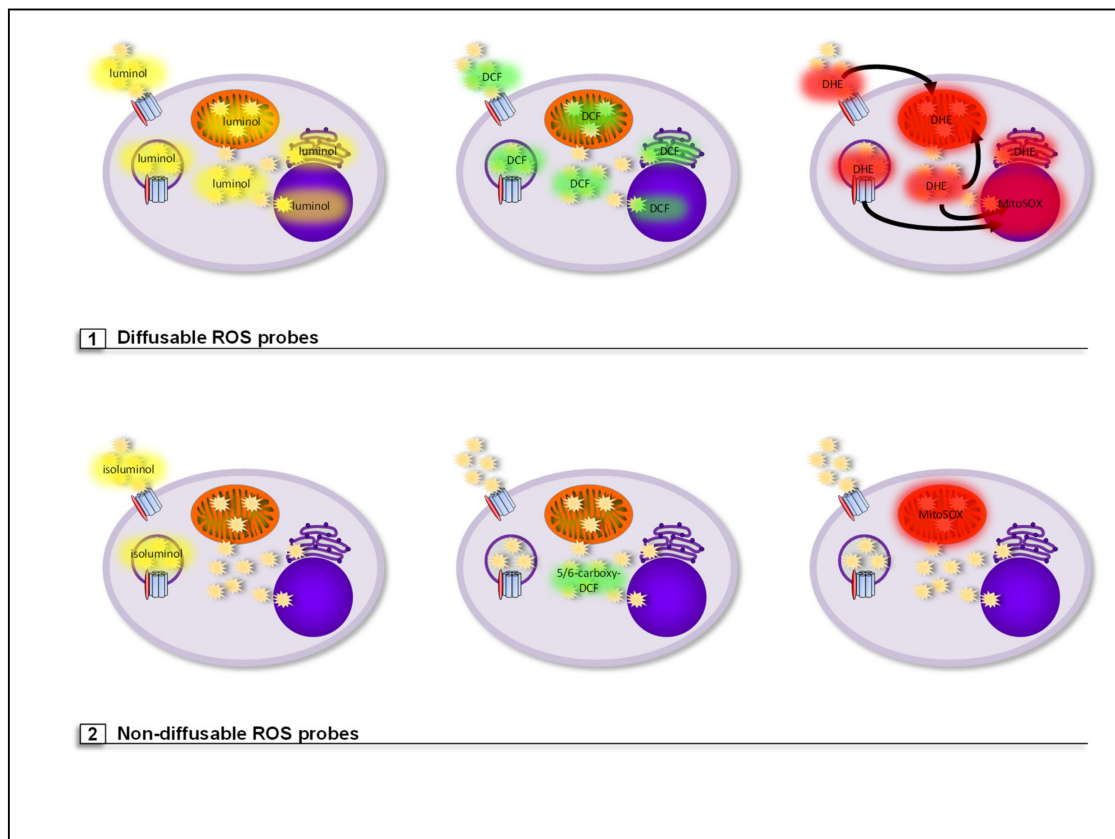 luminol
luminol
luminol
luminol
luminol
luminol
DCF
DCF
DCF
DCF
DCF
DCF
DHE
DHE
DHE
DHE
DHE
MitoSOX
1 Diffusable ROS probes
isoluminol
isoluminol
5/6-carboxy-
DCF
MitoSOX
2 Non-diffusable ROS probes